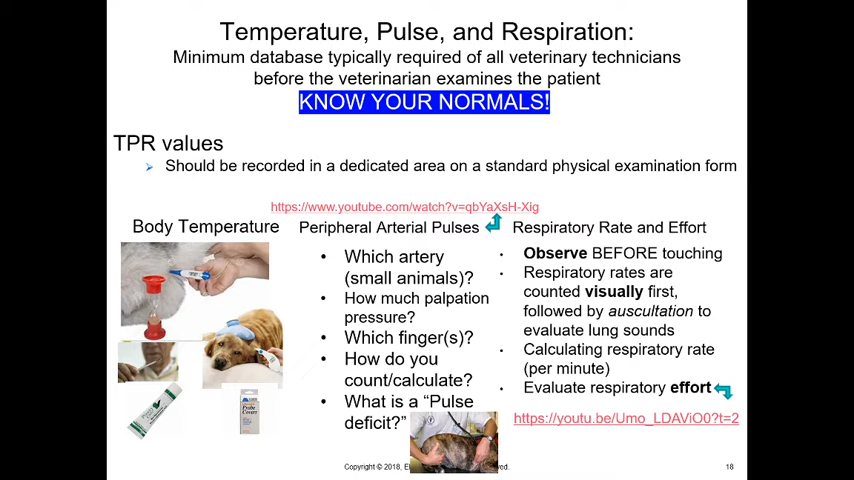 Temperature, Pulse, and Respiration:
Minimum database typically required of all veterinary technicians
before the veterinarian examines the patient
KNOW YOUR NORMALS!
TPR values
Should be recorded in a dedicated area on a standard physical examination form
https://www.youtube.com/watch?v=qbYaXsH-Xig
Body Temperature
Peripheral Arterial Pulses
• Which artery
(small animals)?
• How much palpation
pressure?
• Which finger(s)?
• How do you
count/calculate?
• What is a “Pulse
deficit?”
Respiratory Rate and Effort
• Observe BEFORE touching
• Respiratory rates are
counted visually first,
followed by auscultation to
evaluate lung sounds
• Calculating respiratory rate
(per minute)
• Evaluate respiratory effort
https://youtu.be/Umo_LDAViO0?t=2
Probe
Covers
Copyright © 2018, El
rved.
18